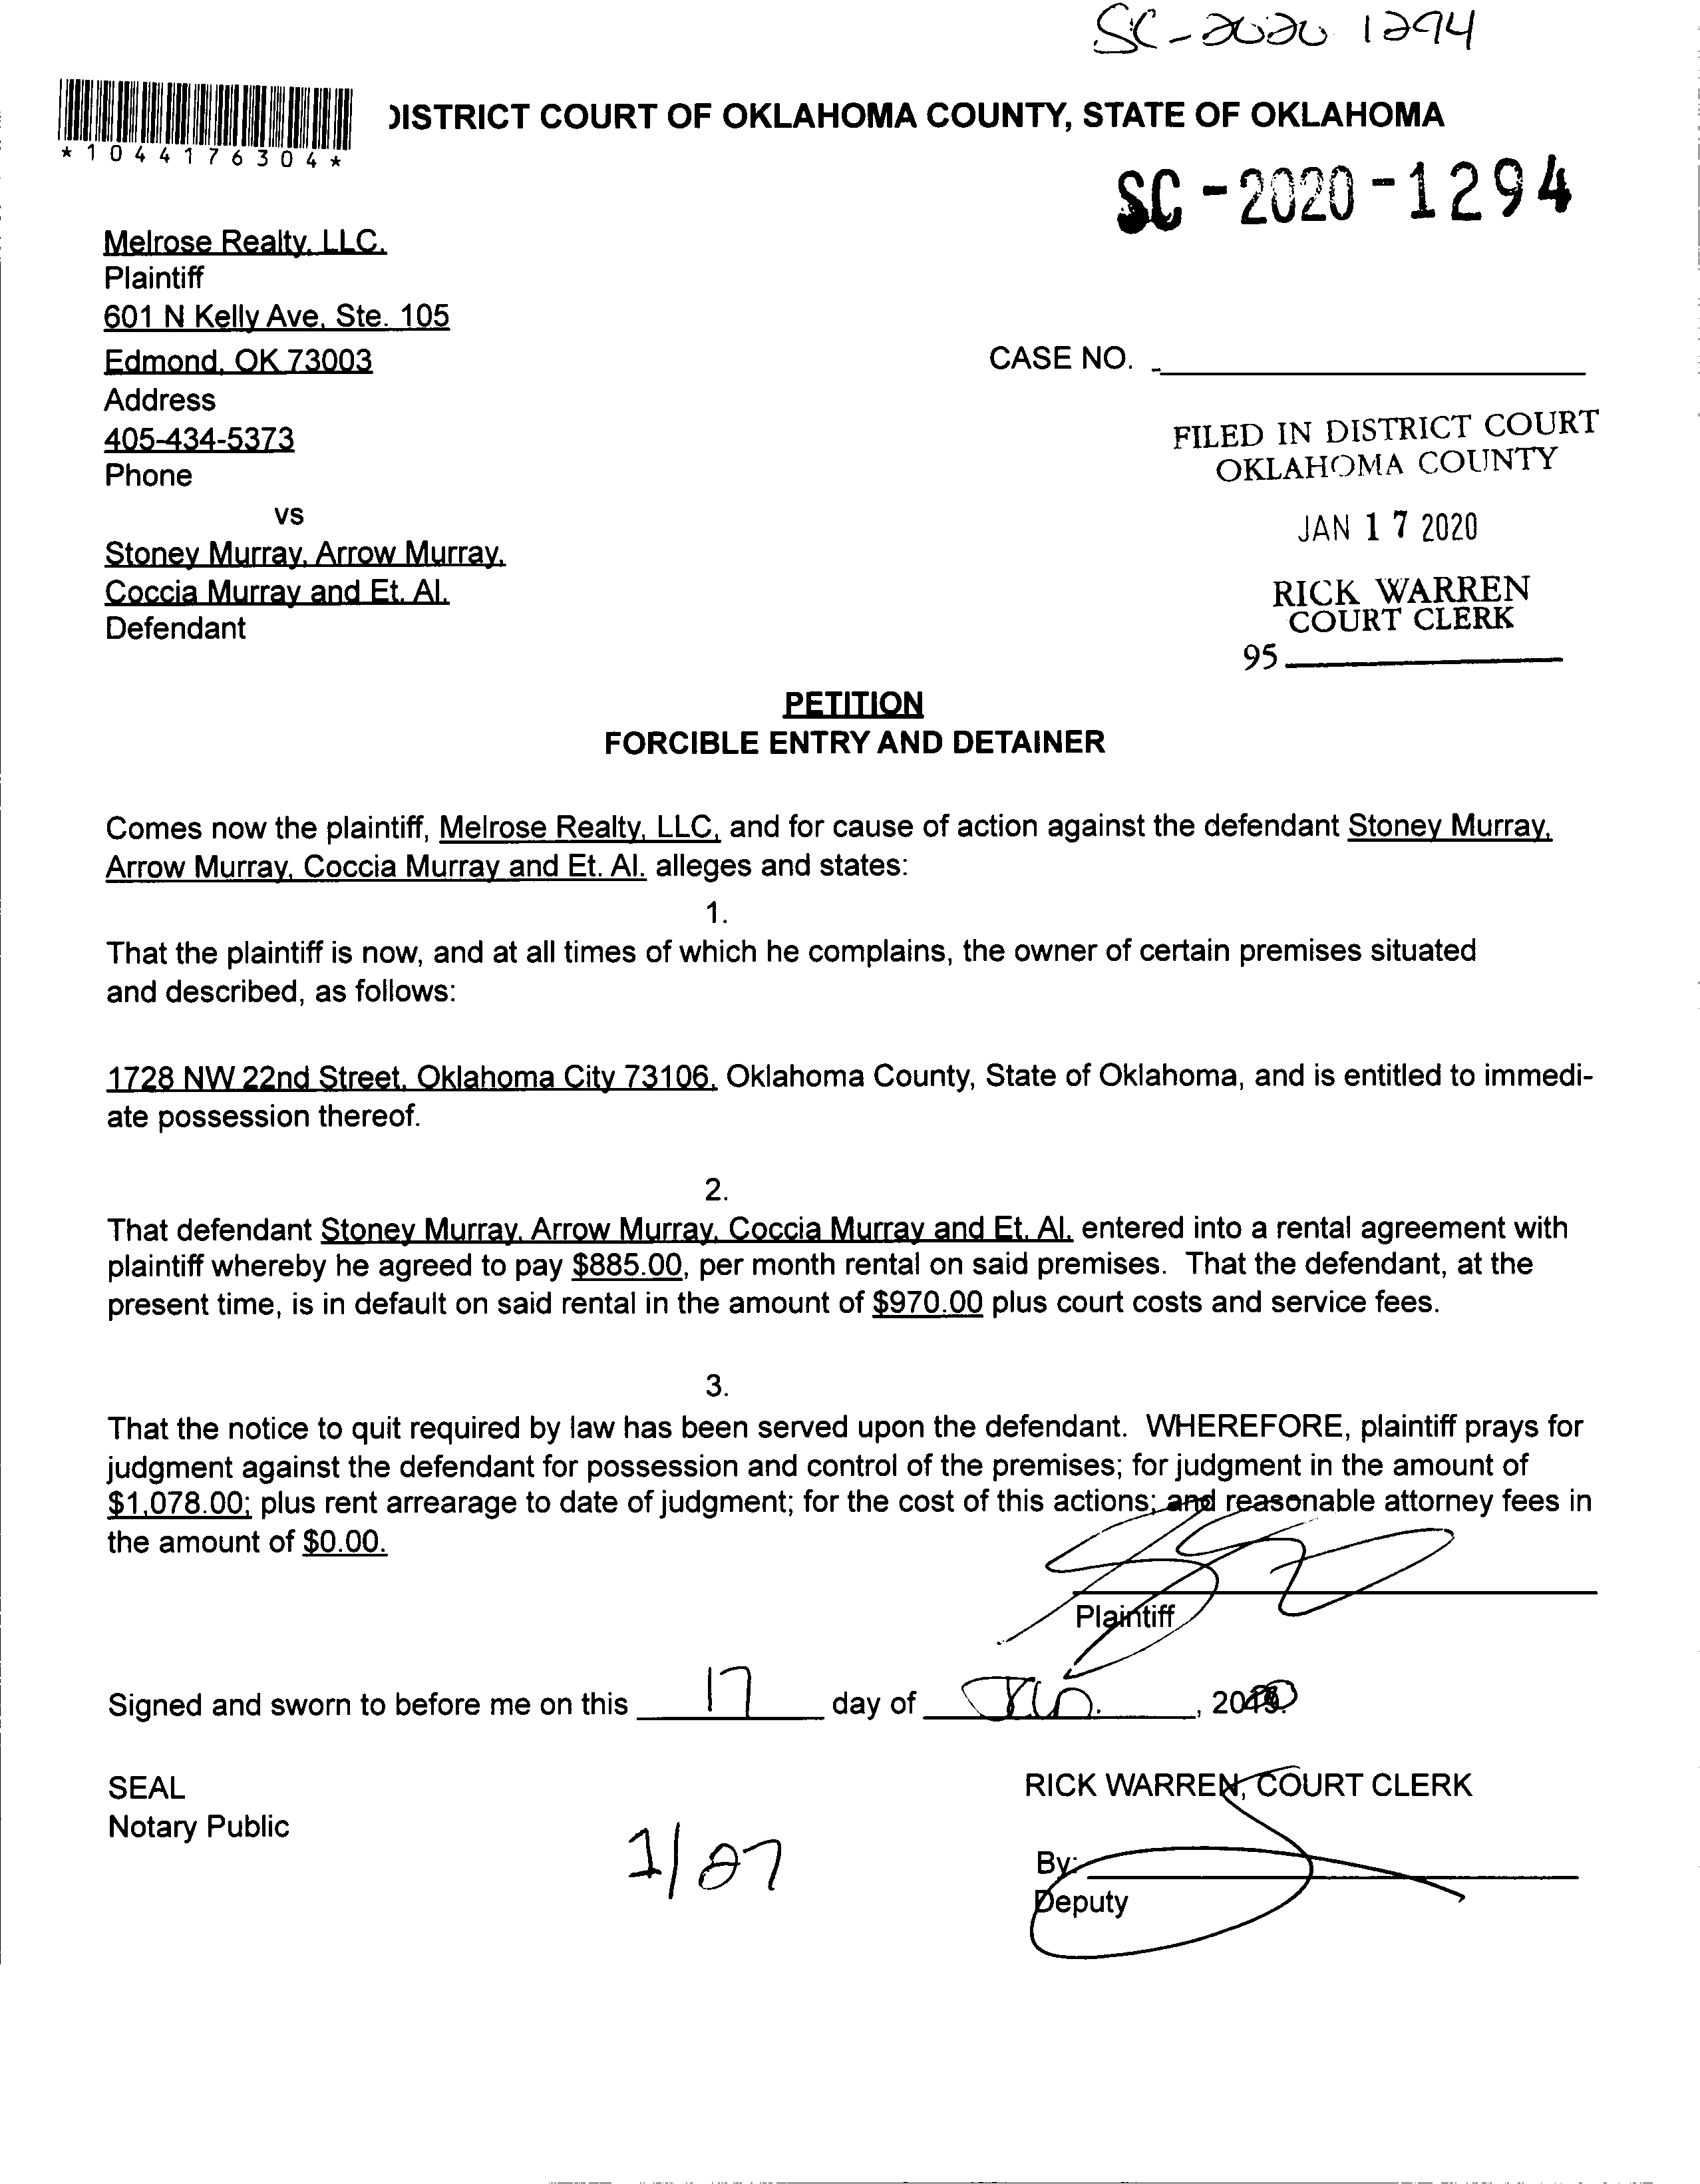 SC-2020 1294
DISTRICT COURT OF OKLAHOMA COUNTY, STATE OF OKLAHOMA
*1044176304*
SC-2020-1294
Melrose Realty, LLC.
Plaintiff
601 N Kelly Ave, Ste. 105
Edmond, OK 73003
CASE NO.
Address
405-434-5373
Phone
FILED IN DISTRICT COURT
OKLAHOMA COUNTY
JAN 17 2020
RICK WARREN
COURT CLERK
95
vs
Stoney Murray, Arrow Murray,
Coccia Murray and Et. Al.
Defendant
PETITION
FORCIBLE ENTRY AND DETAINER
Comes now the plaintiff, Melrose Realty, LLC, and for cause of action against the defendant Stoney Murray,
Arrow Murray, Coccia Murray and Et. Al. alleges and states:
1.
That the plaintiff is now, and at all times of which he complains, the owner of certain premises situated
and described, as follows:
1728 NW 22nd Street, Oklahoma City 73106, Oklahoma County, State of Oklahoma, and is entitled to immedi-
ate possession thereof.
2.
That defendant Stoney Murray, Arrow Murray, Coccia Murray and Et. Al. entered into a rental agreement with
plaintiff whereby he agreed to pay $885.00, per month rental on said premises. That the defendant, at the
present time, is in default on said rental in the amount of $970.00 plus court costs and service fees.
3.
That the notice to quit required by law has been served upon the defendant. WHEREFORE, plaintiff prays for
judgment against the defendant for possession and control of the premises; for judgment in the amount of
$1,078.00; plus rent arrearage to date of judgment; for the cost of this actions; and reasonable attorney fees in
the amount of $0.00.
Plaintiff
Signed and sworn to before me on this 17 day of Jan. , 2020
SEAL
Notary Public
RICK WARREN, COURT CLERK
1/27
By:
Deputy